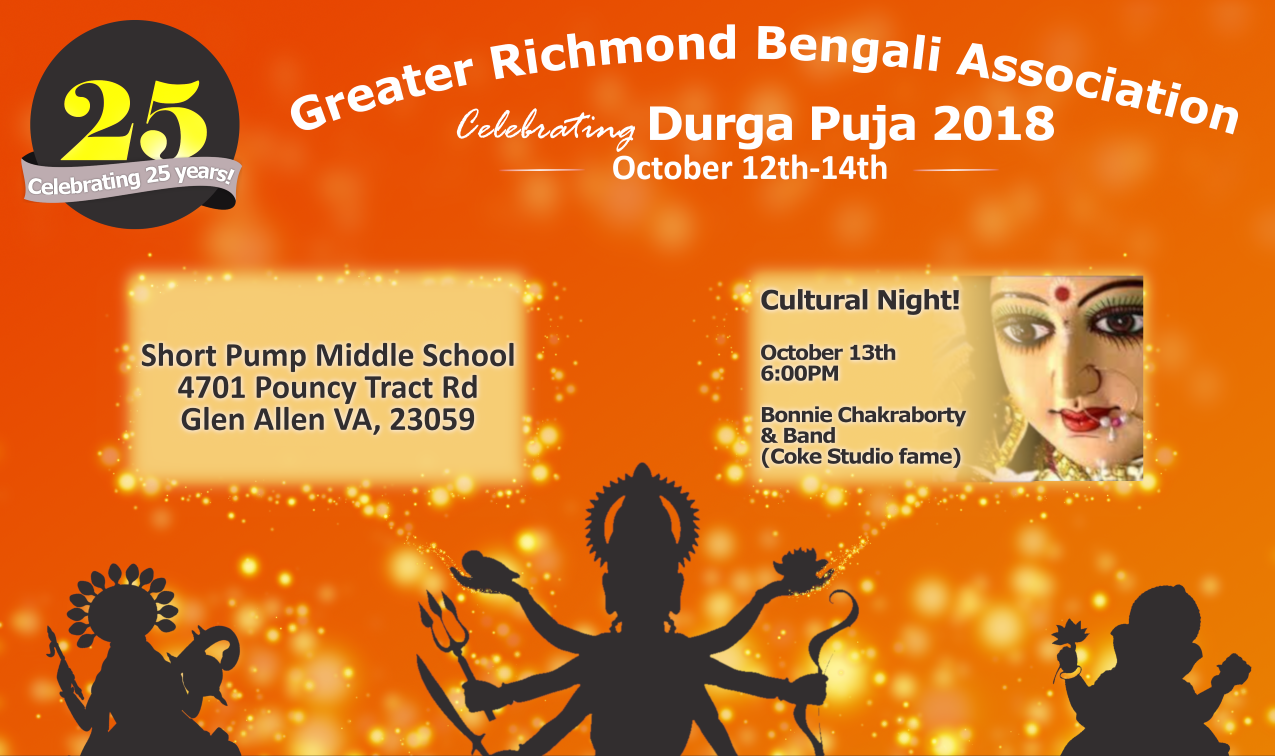 25
Celebrating 25 years!
Greater Richmond Bengali Association
Celebrating Durga Puja 2018
October 12th-14th
Short Pump Middle School
4701 Pouncy Tract Rd
Glen Allen VA, 23059
Cultural Night!
October 13th
6:00PM
Bonnie Chakraborty
& Band
(Coke Studio fame)